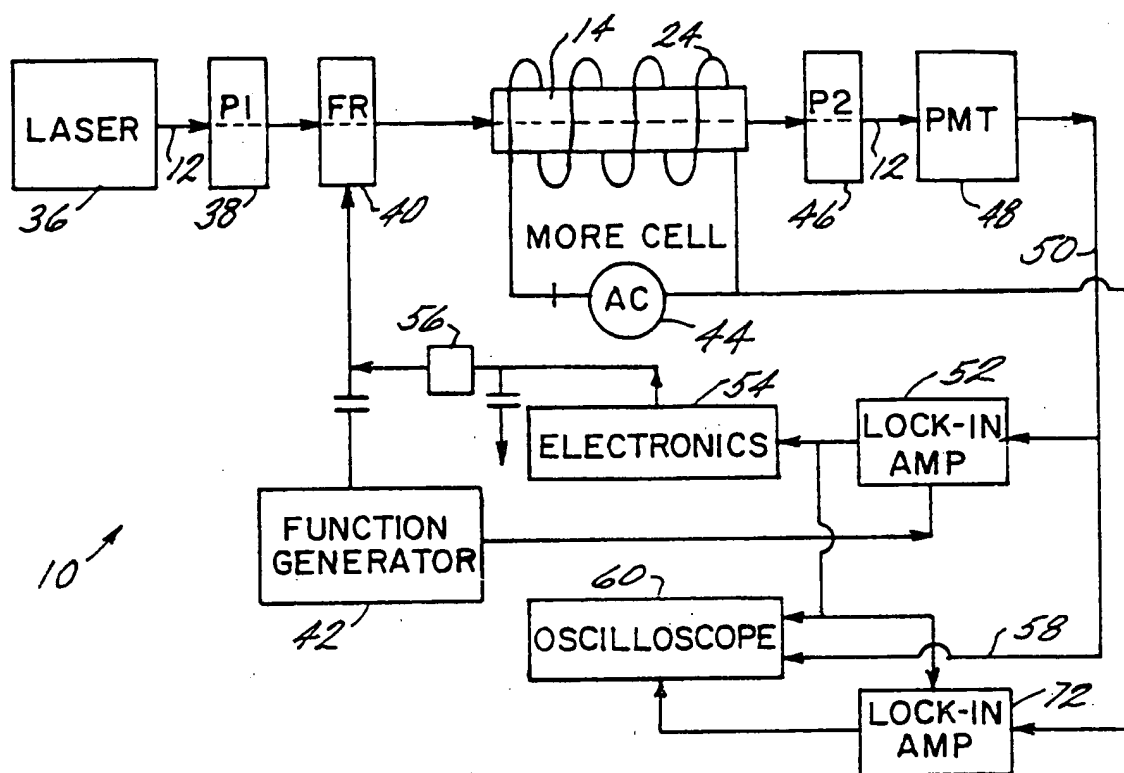 14
24
LASER
P1
FR
P2
PMT
12
12
36
38
40
46
48
MORE CELL
50
AC
44
56
54
52
ELECTRONICS
LOCK-IN
AMP
FUNCTION
GENERATOR
10
42
60
OSCILLOSCOPE
58
72
LOCK-IN
AMP